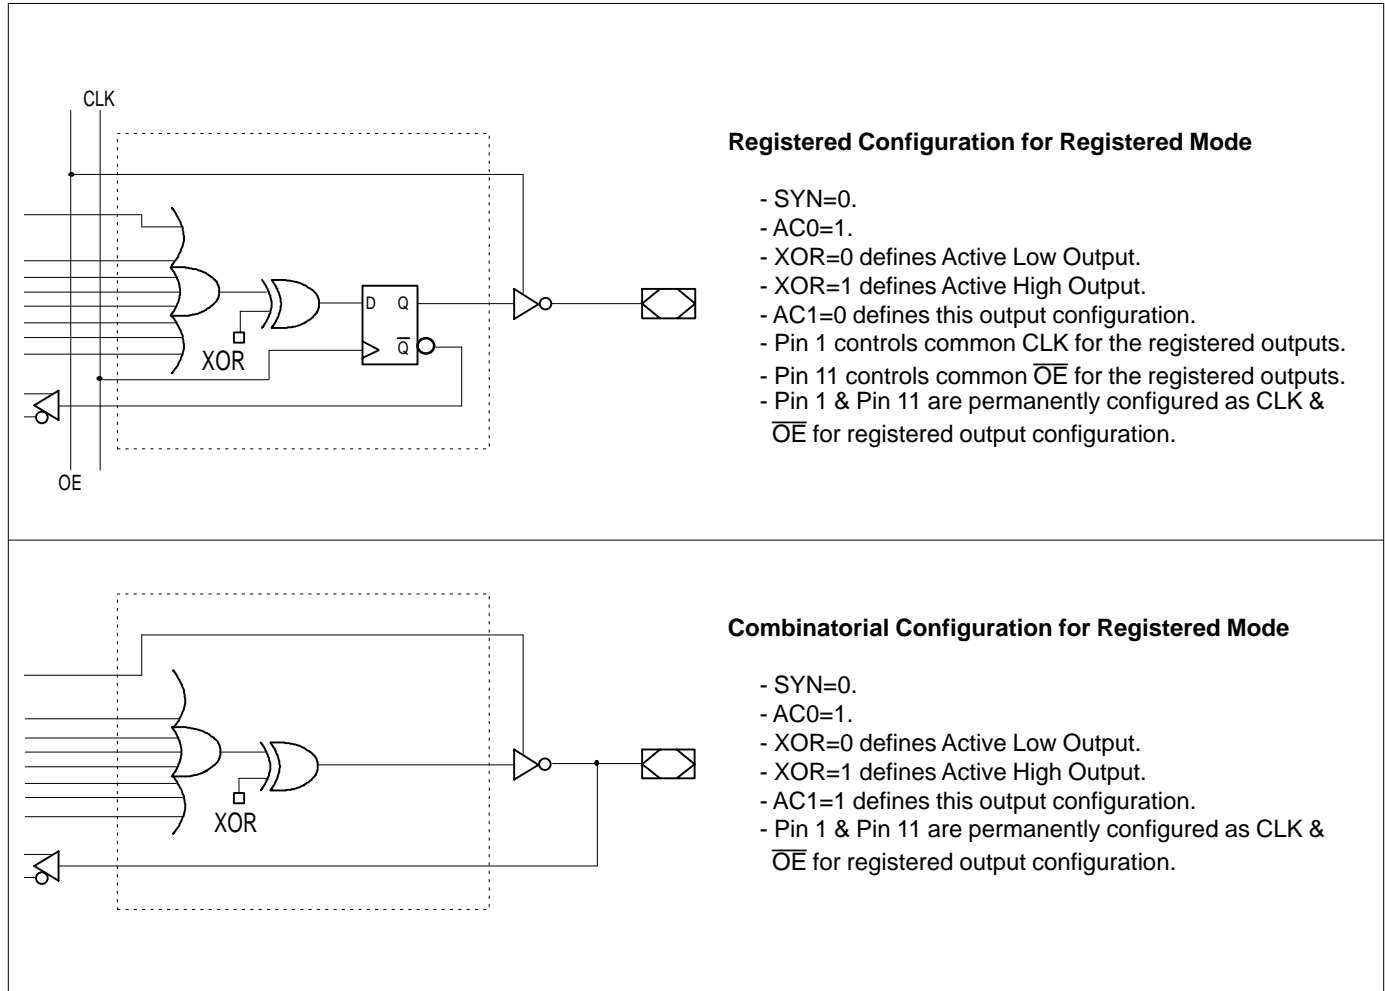 CLK
D Q
Q̅
XOR
OE
Registered Configuration for Registered Mode
- SYN=0.
- AC0=1.
- XOR=0 defines Active Low Output.
- XOR=1 defines Active High Output.
- AC1=0 defines this output configuration.
- Pin 1 controls common CLK for the registered outputs.
- Pin 11 controls common O̅E̅ for the registered outputs.
- Pin 1 & Pin 11 are permanently configured as CLK &
O̅E̅ for registered output configuration.
XOR
Combinatorial Configuration for Registered Mode
- SYN=0.
- AC0=1.
- XOR=0 defines Active Low Output.
- XOR=1 defines Active High Output.
- AC1=1 defines this output configuration.
- Pin 1 & Pin 11 are permanently configured as CLK &
O̅E̅ for registered output configuration.